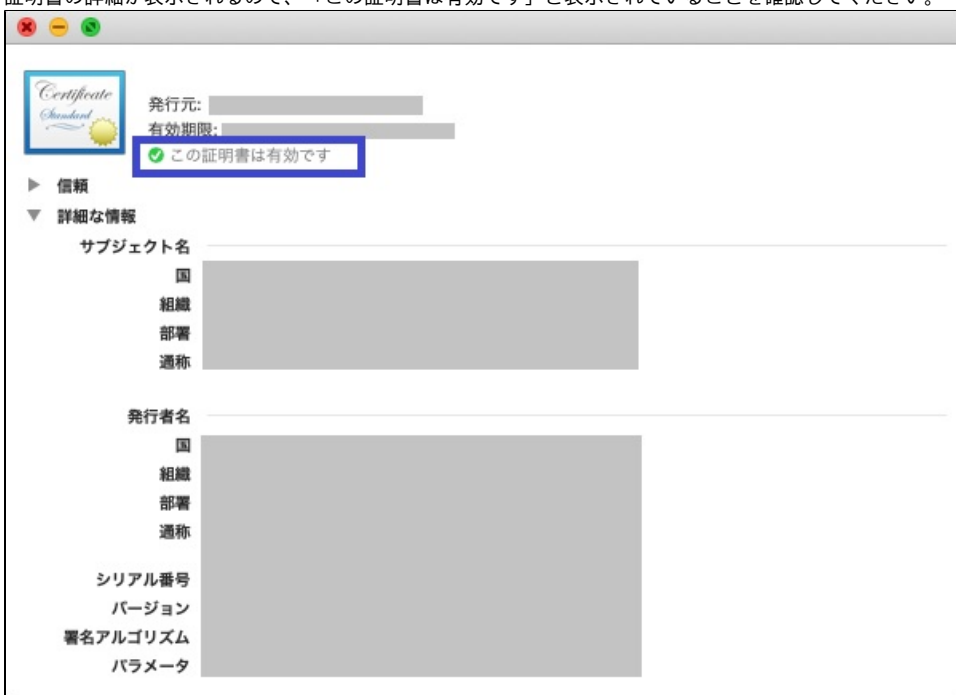 証明書の詳細が表示されるので、「この証明書は有効です」と表示されていることを確認してください。
Certificate
Standard
発行元:
有効期限:
この証明書は有効です
信頼
詳細な情報
サブジェクト名
国
組織
部署
通称
発行者名
国
組織
部署
通称
シリアル番号
バージョン
署名アルゴリズム
パラメータ